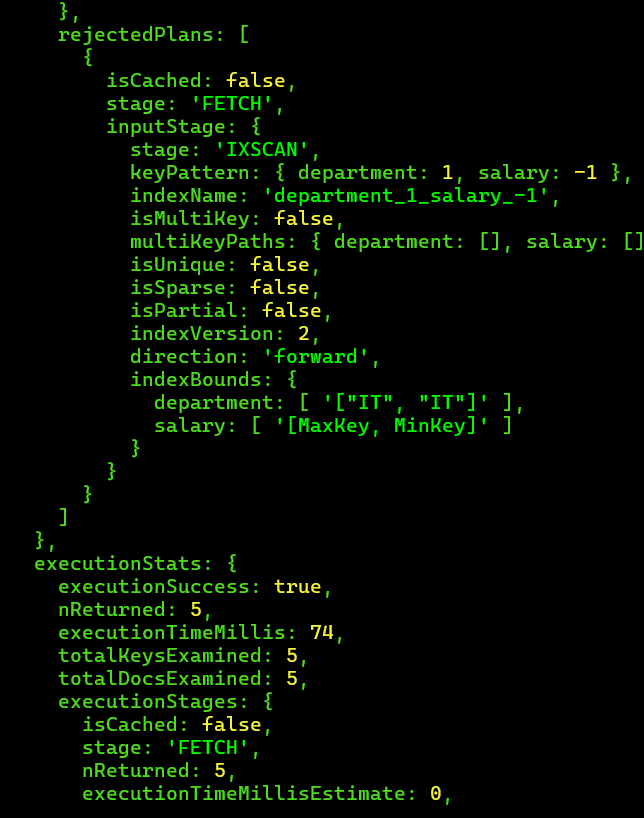 },
rejectedPlans: [
{
isCached: false,
stage: 'FETCH',
inputStage: {
stage: 'IXSCAN',
keyPattern: { department: 1, salary: -1 },
indexName: 'department_1_salary_-1',
isMultiKey: false,
multiKeyPaths: { department: [], salary: []
isUnique: false,
isSparse: false,
isPartial: false,
indexVersion: 2,
direction: 'forward',
indexBounds: {
department: [ '["IT", "IT"]' ],
salary: [ '[MaxKey, MinKey]' ]
}
}
}
]
},
executionStats: {
executionSuccess: true,
nReturned: 5,
executionTimeMillis: 74,
totalKeysExamined: 5,
totalDocsExamined: 5,
executionStages: {
isCached: false,
stage: 'FETCH',
nReturned: 5,
executionTimeMillisEstimate: 0,